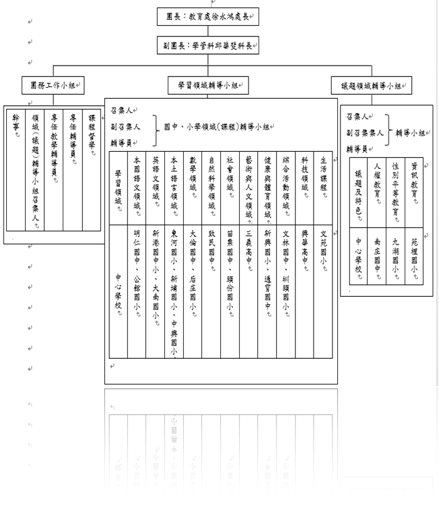 團長：教育處徐永鴻處長
副團長：學管科邱華焚科長
團務工作小組
學習領域輔導小組
議題領域輔導小組
課程督學
專任輔導員
專任教學輔導員
領域(議題)輔導小組召集人
幹事
召集人
副召集人
輔導員
國中、小學領域(課程)輔導小組
學習領域
本國語文領域
英語文領域
本土語言領域
數學領域
自然科學領域
社會領域
藝術與人文領域
健康與體育領域
綜合活動領域
科技領域
生活課程
中心學校
明仁國中、公館國小
新港國中小、大南國小
東河國小、新埔國小、中興國小
大倫國中、后庄國小
致民國中
苗栗國中、頭份國小
三義高中
新興國小、通霄國中
文林國中、圳頭國小
興華高中
文苑國小
召集人
副召集集人
輔導員
輔導小組
議題及特色
人權教育
性別平等教育
資訊教育
中心學校
南庄國中
九湖國小
苑裡國小